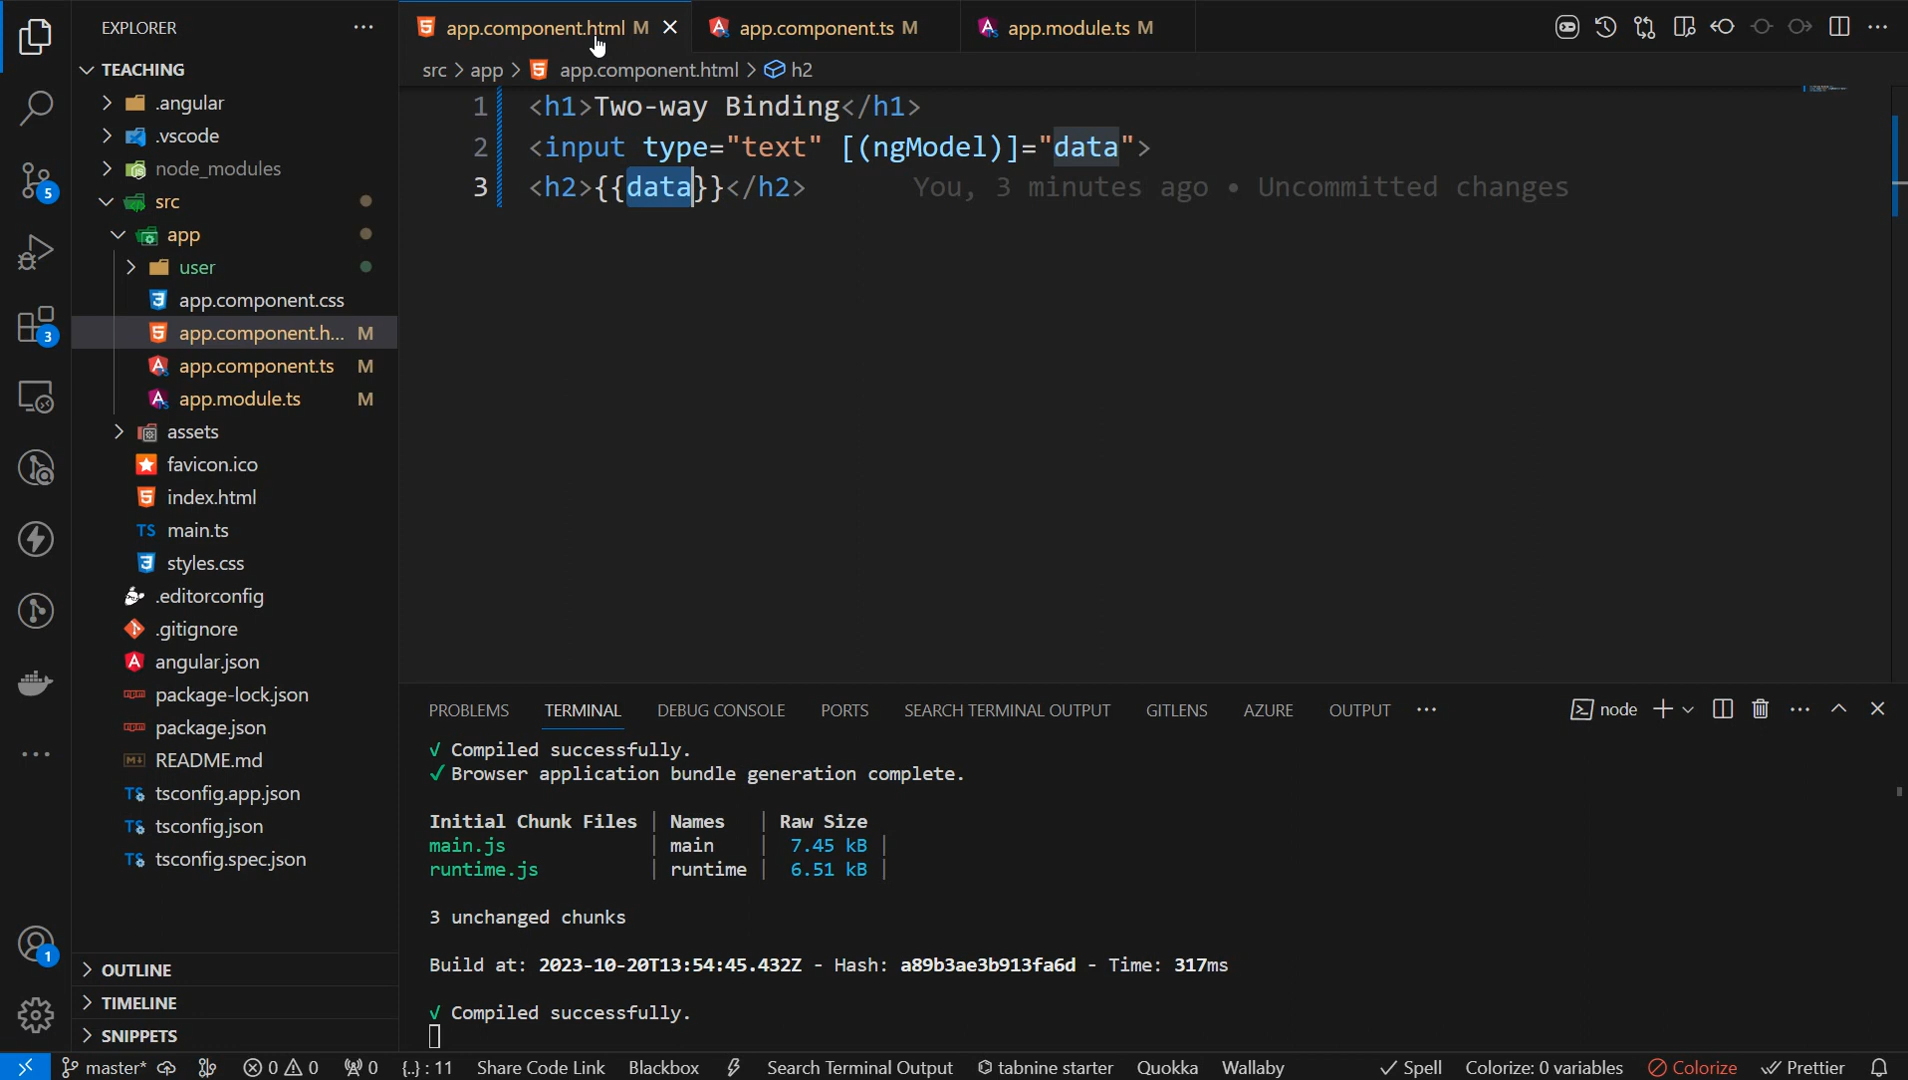 EXPLORER
TEACHING
.angular
.vscode
node_modules
src
app
user
app.component.css
app.component.h... M
app.component.ts M
app.module.ts M
assets
favicon.ico
index.html
TS main.ts
styles.css
.editorconfig
.gitignore
angular.json
package-lock.json
package.json
README.md
TS tsconfig.app.json
TS tsconfig.json
TS tsconfig.spec.json
OUTLINE
TIMELINE
SNIPPETS
5
3
1
app.component.html M
app.component.ts M
app.module.ts M
src > app > app.component.html > h2
1 <h1>Two-way Binding</h1>
2 <input type="text" [(ngModel)]="data">
3 <h2>{{data}}</h2> You, 3 minutes ago • Uncommitted changes
PROBLEMS TERMINAL DEBUG CONSOLE PORTS SEARCH TERMINAL OUTPUT GITLENS AZURE OUTPUT ··· node
√ Compiled successfully.
✓ Browser application bundle generation complete.
Initial Chunk Files | Names | Raw Size
main.js | main | 7.45 kB |
runtime.js | runtime | 6.51 kB |
3 unchanged chunks
Build at: 2023-10-20T13:54:45.432Z - Hash: a89b3ae3b913fa6d - Time: 317ms
√ Compiled successfully.
master* 0 0 0 {..} : 11 Share Code Link Blackbox Search Terminal Output tabnine starter Quokka Wallaby Spell Colorize: 0 variables Colorize Prettier